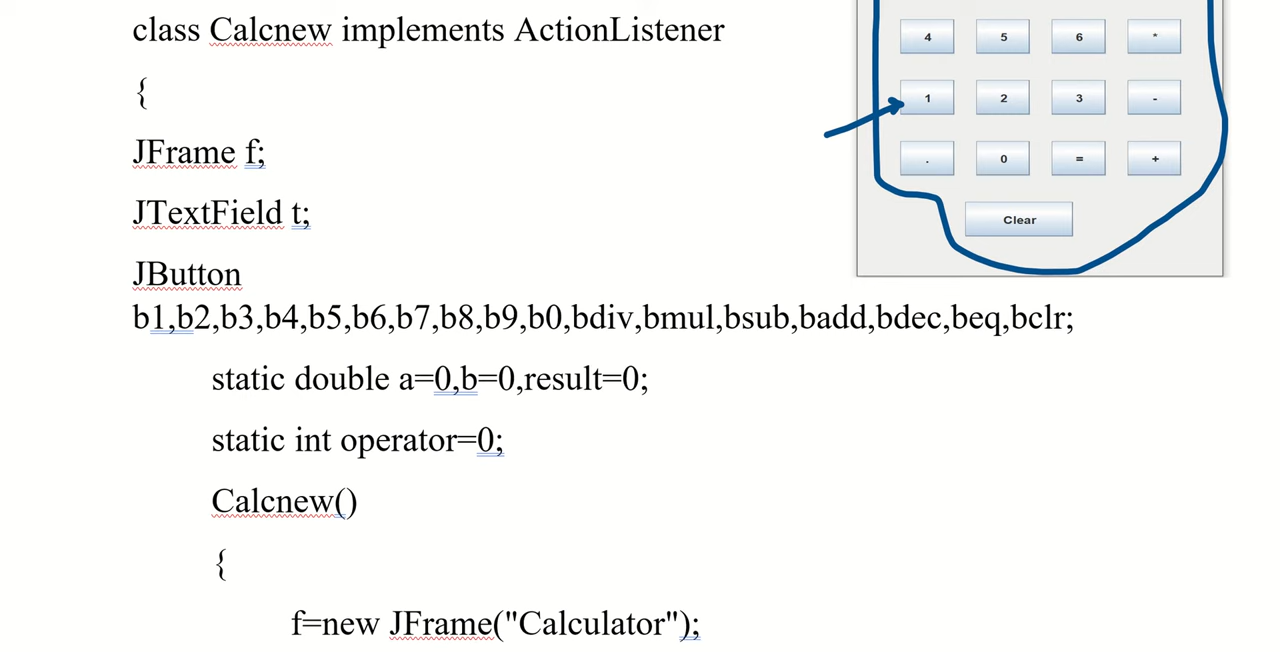 class Calcnew implements ActionListener
{
JFrame f;
JTextField t;
JButton
b1,b2,b3,b4,b5,b6,b7,b8,b9,b0,bdiv,bmul,bsub,badd,bdec,beq,bclr;
static double a=0,b=0,result=0;
static int operator=0;
Calcnew()
{
f=new JFrame("Calculator");
4 5 6 *
1 2 3 -
. 0 = +
Clear